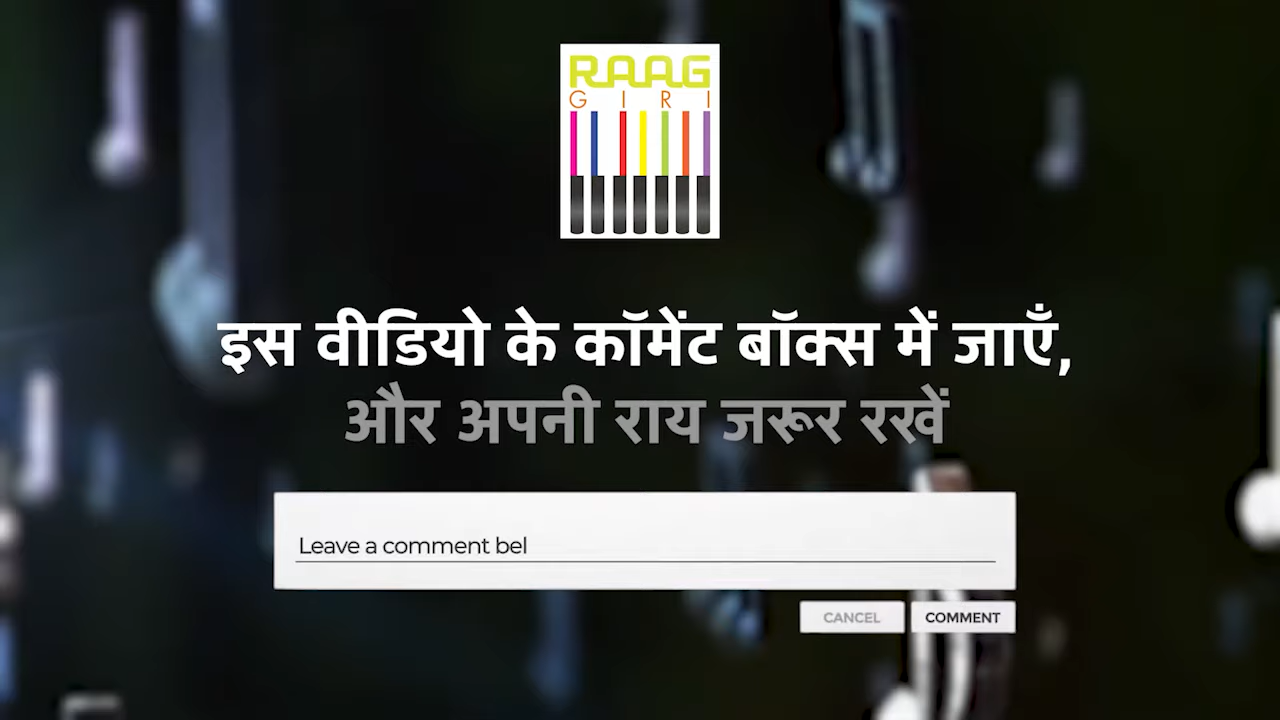 RAAG
GIRI
इस वीडियो के कॉमेंट बॉक्स में जाएँ,
और अपनी राय जरूर रखें
Leave a comment bel
CANCEL COMMENT